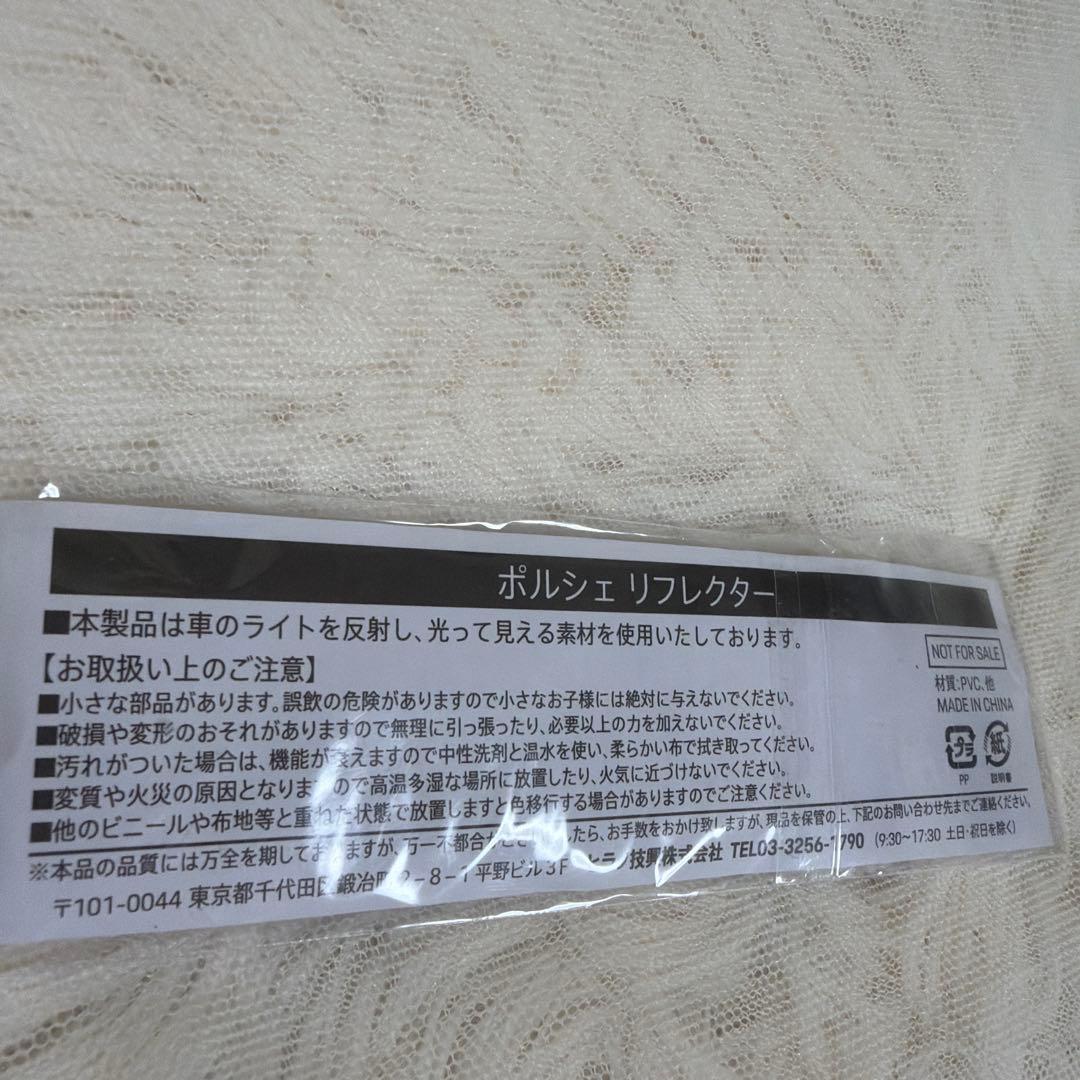 ポルシェ リフレクター
■本製品は車のライトを反射し、光って見える素材を使用いたしております。
【お取扱い上のご注意】
■小さな部品があります。誤飲の危険がありますので小さなお子様には絶対に与えないでください。
■破損や変形のおそれがありますので無理に引っ張ったり、必要以上の力を加えないでください。
■汚れがついた場合は、機能が衰えますので中性洗剤と温水を使い、柔らかい布で拭き取ってください。
■変質や火災の原因となりますので高温多湿な場所に放置したり、火気に近づけないでください。
■他のビニールや布地等と重ねた状態で放置しますと色移行する場合がありますのでご注意ください。
NOT FOR SALE
材質:PVC、他
MADE IN CHINA
プラ
PP
紙
説明書
※本品の品質には万全を期しておりますが、万一不都合がございましたら、お手数をおかけ致しますが、現品を保管の上、下記のお問い合わせ先までご連絡ください。
〒101-0044 東京都千代田区鍛冶町2-8-1平野ビル3F 技興株式会社 TEL03-3256-1790 (9:30~17:30 土日・祝日を除く)